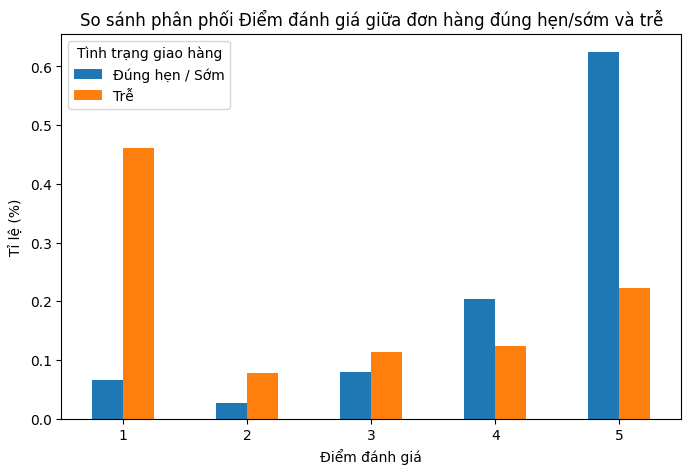 So sánh phân phối Điểm đánh giá giữa đơn hàng đúng hẹn/sớm và trễ
Tình trạng giao hàng
Đúng hẹn / Sớm
Trễ
Tỉ lệ (%)
0.6
0.5
0.4
0.3
0.2
0.1
0.0
1 2 3 4 5
Điểm đánh giá